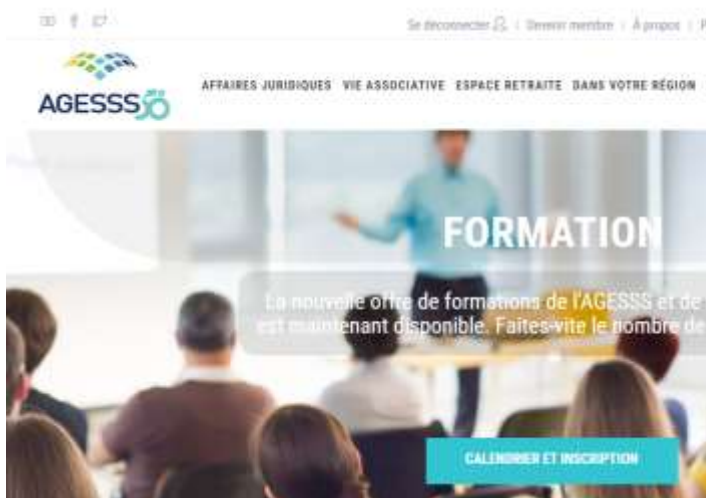 Se déconnecter | Devenir membre | À propos | P
AGESSS 50
AFFAIRES JURIDIQUES VIE ASSOCIATIVE ESPACE RETRAITE DANS VOTRE RÉGION
FORMATION
La nouvelle offre de formations de l'AGESSS et de
est maintenant disponible. Faites-vite le nombre de
CALENDRIER ET INSCRIPTION